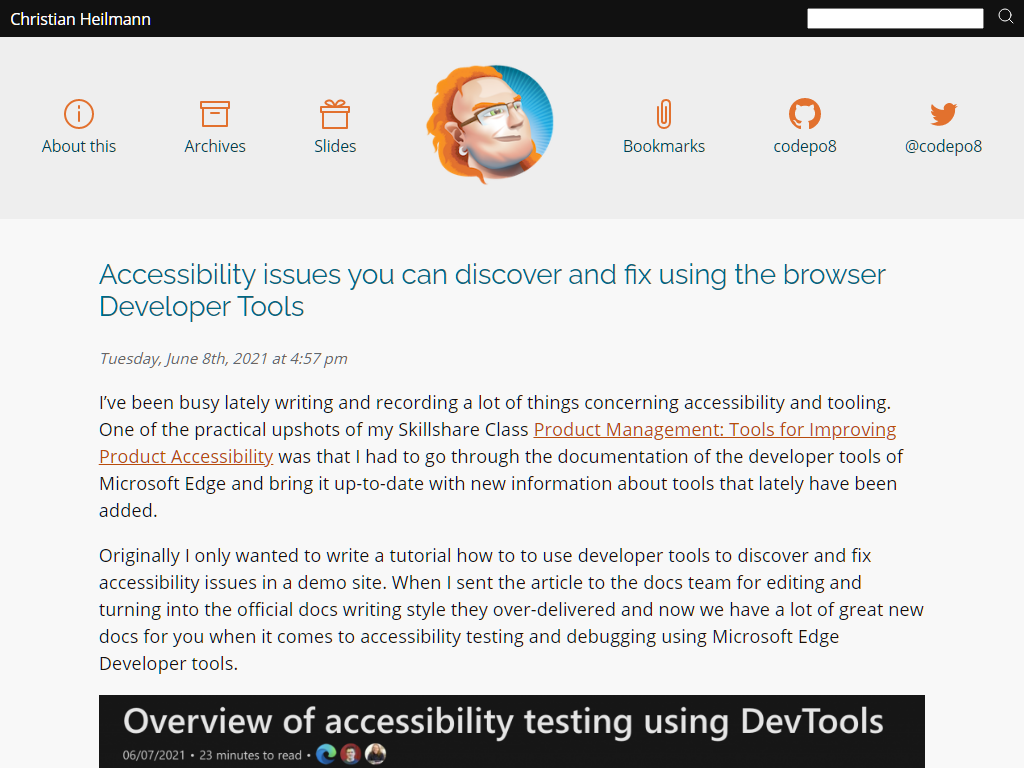 Christian Heilmann
About this
Archives
Slides
Bookmarks
codepo8
@codepo8
Accessibility issues you can discover and fix using the browser
Developer Tools
Tuesday, June 8th, 2021 at 4:57 pm
I’ve been busy lately writing and recording a lot of things concerning accessibility and tooling.
One of the practical upshots of my Skillshare Class Product Management: Tools for Improving
Product Accessibility was that I had to go through the documentation of the developer tools of
Microsoft Edge and bring it up-to-date with new information about tools that lately have been
added.
Originally I only wanted to write a tutorial how to to use developer tools to discover and fix
accessibility issues in a demo site. When I sent the article to the docs team for editing and
turning into the official docs writing style they over-delivered and now we have a lot of great new
docs for you when it comes to accessibility testing and debugging using Microsoft Edge
Developer tools.
Overview of accessibility testing using DevTools
06/07/2021 • 23 minutes to read •